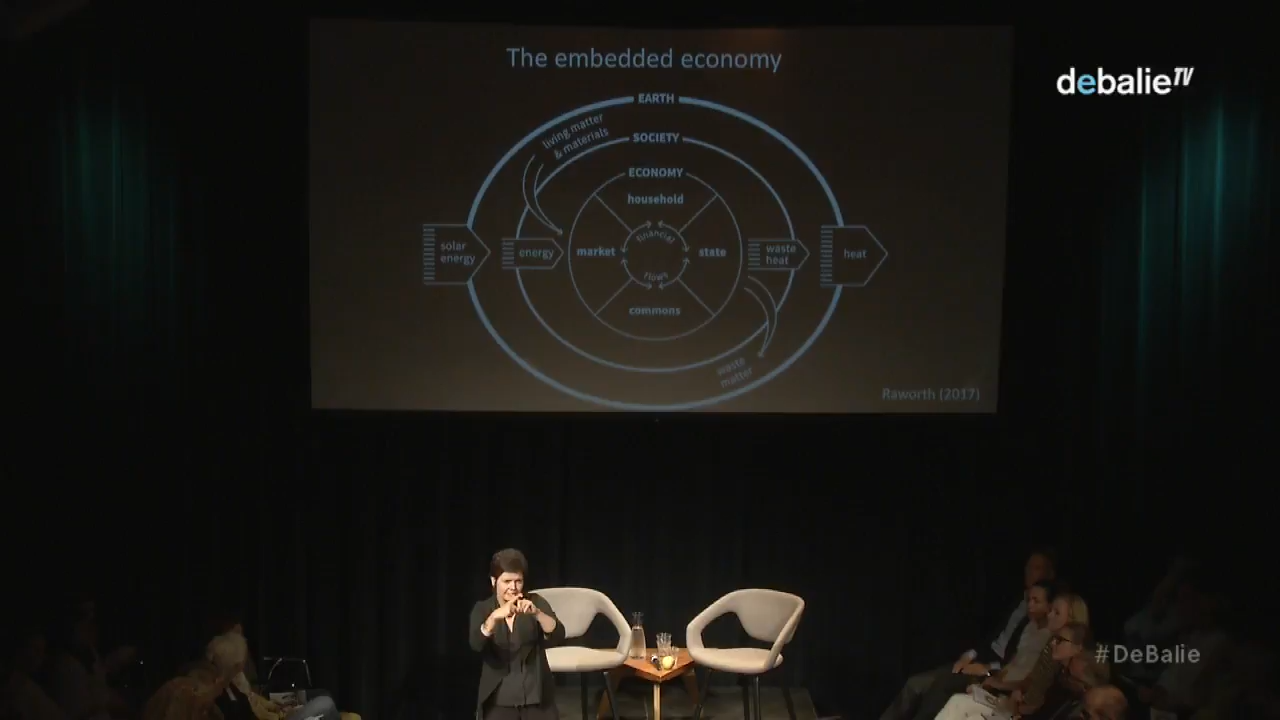 The embedded economy
debalieTV
EARTH
living matter
& materials
SOCIETY
ECONOMY
household
financial
solar
energy
energy
market
state
waste
heat
heat
flows
commons
waste
matter
Raworth (2017)
#DeBalie